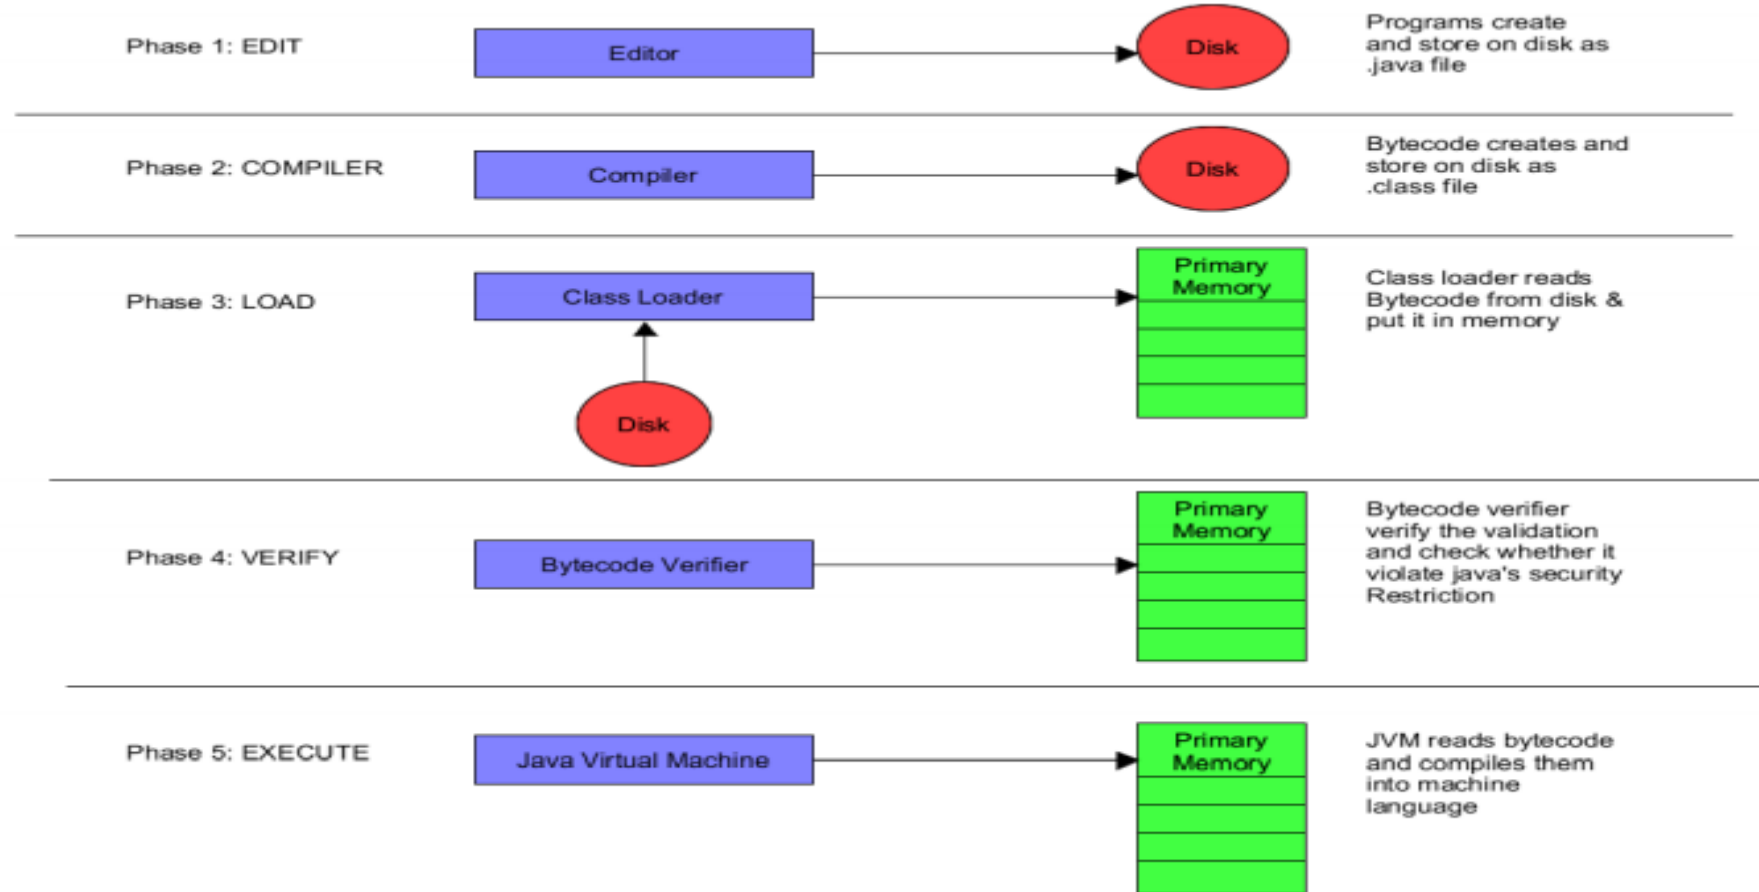 Phase 1: EDIT
Editor
Disk
Programs create
and store on disk as
.java file
Phase 2: COMPILER
Compiler
Disk
Bytecode creates and
store on disk as
.class file
Phase 3: LOAD
Class Loader
Disk
Primary
Memory
Class loader reads
Bytecode from disk &
put it in memory
Phase 4: VERIFY
Bytecode Verifier
Primary
Memory
Bytecode verifier
verify the validation
and check whether it
violate java's security
Restriction
Phase 5: EXECUTE
Java Virtual Machine
Primary
Memory
JVM reads bytecode
and compiles them
into machine
language